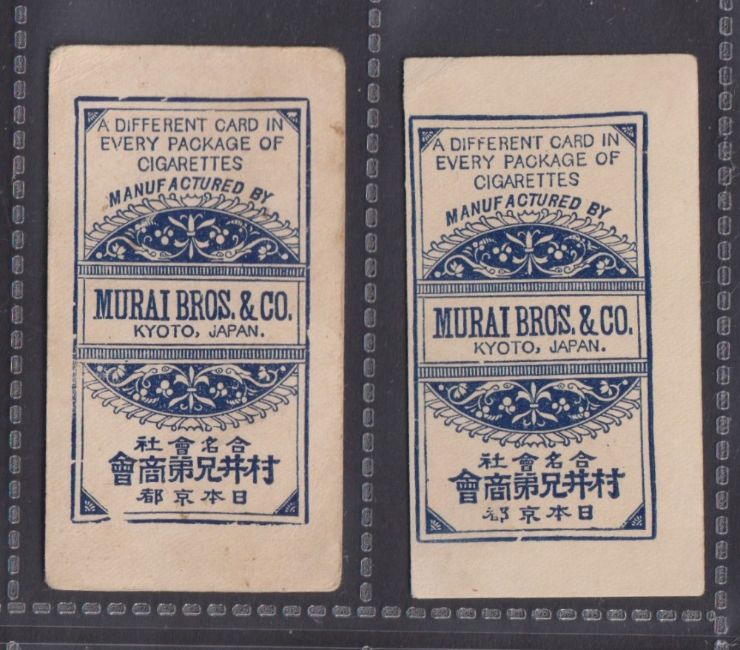 A DIFFERENT CARD IN
EVERY PACKAGE OF
CIGARETTES
MANUFACTURED BY
MURAI BROS. & CO.
KYOTO, JAPAN.
社會名合
會商弟兄井村
都京本日
A DIFFERENT CARD IN
EVERY PACKAGE OF
CIGARETTES
MANUFACTURED BY
MURAI BROS. & CO.
KYOTO, JAPAN.
社會名合
會商弟兄井村
都京本日